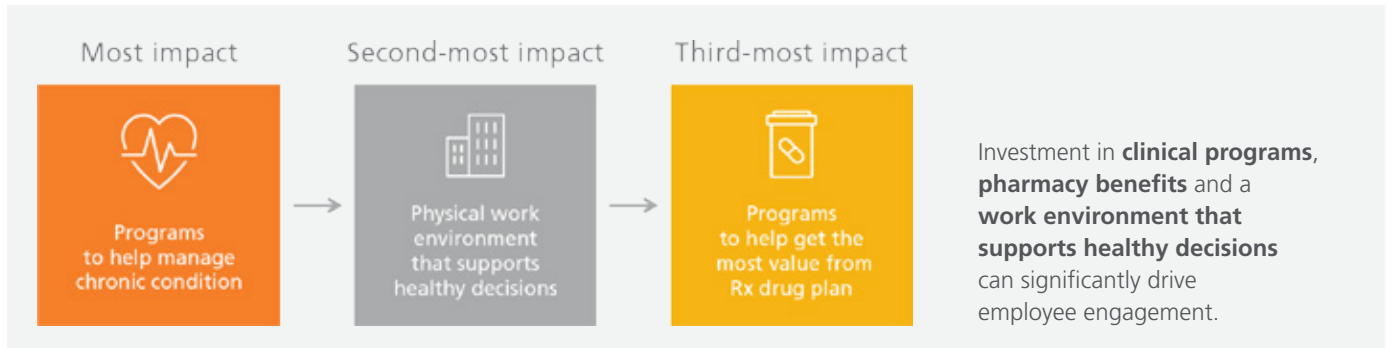 Most impact
Programs
to help manage
chronic condition
Second-most impact
Physical work
environment
that supports
healthy decisions
Third-most impact
Programs
to help get the
most value from
Rx drug plan
Investment in clinical programs,
pharmacy benefits and a
work environment that
supports healthy decisions
can significantly drive
employee engagement.